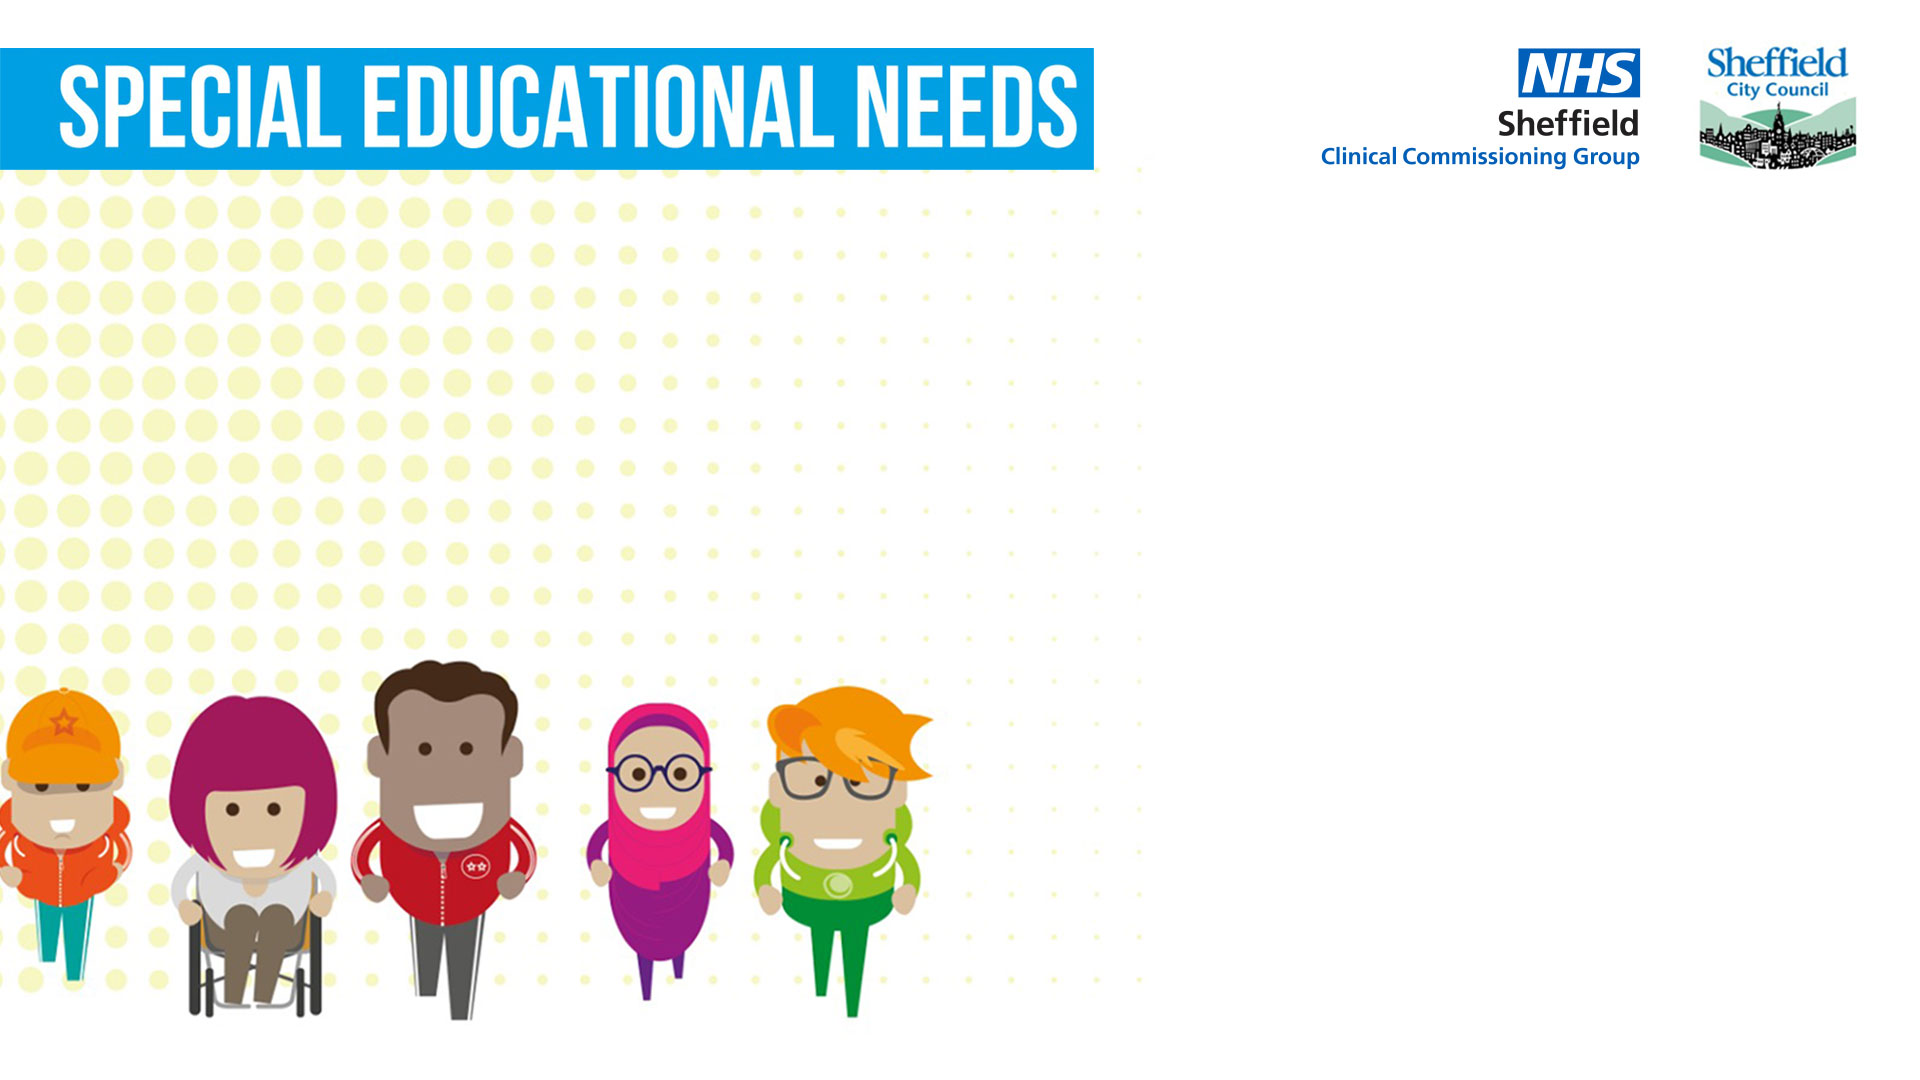 SPECIAL EDUCATIONAL NEEDS
NHS
Sheffield
Clinical Commissioning Group
Sheffield
City Council